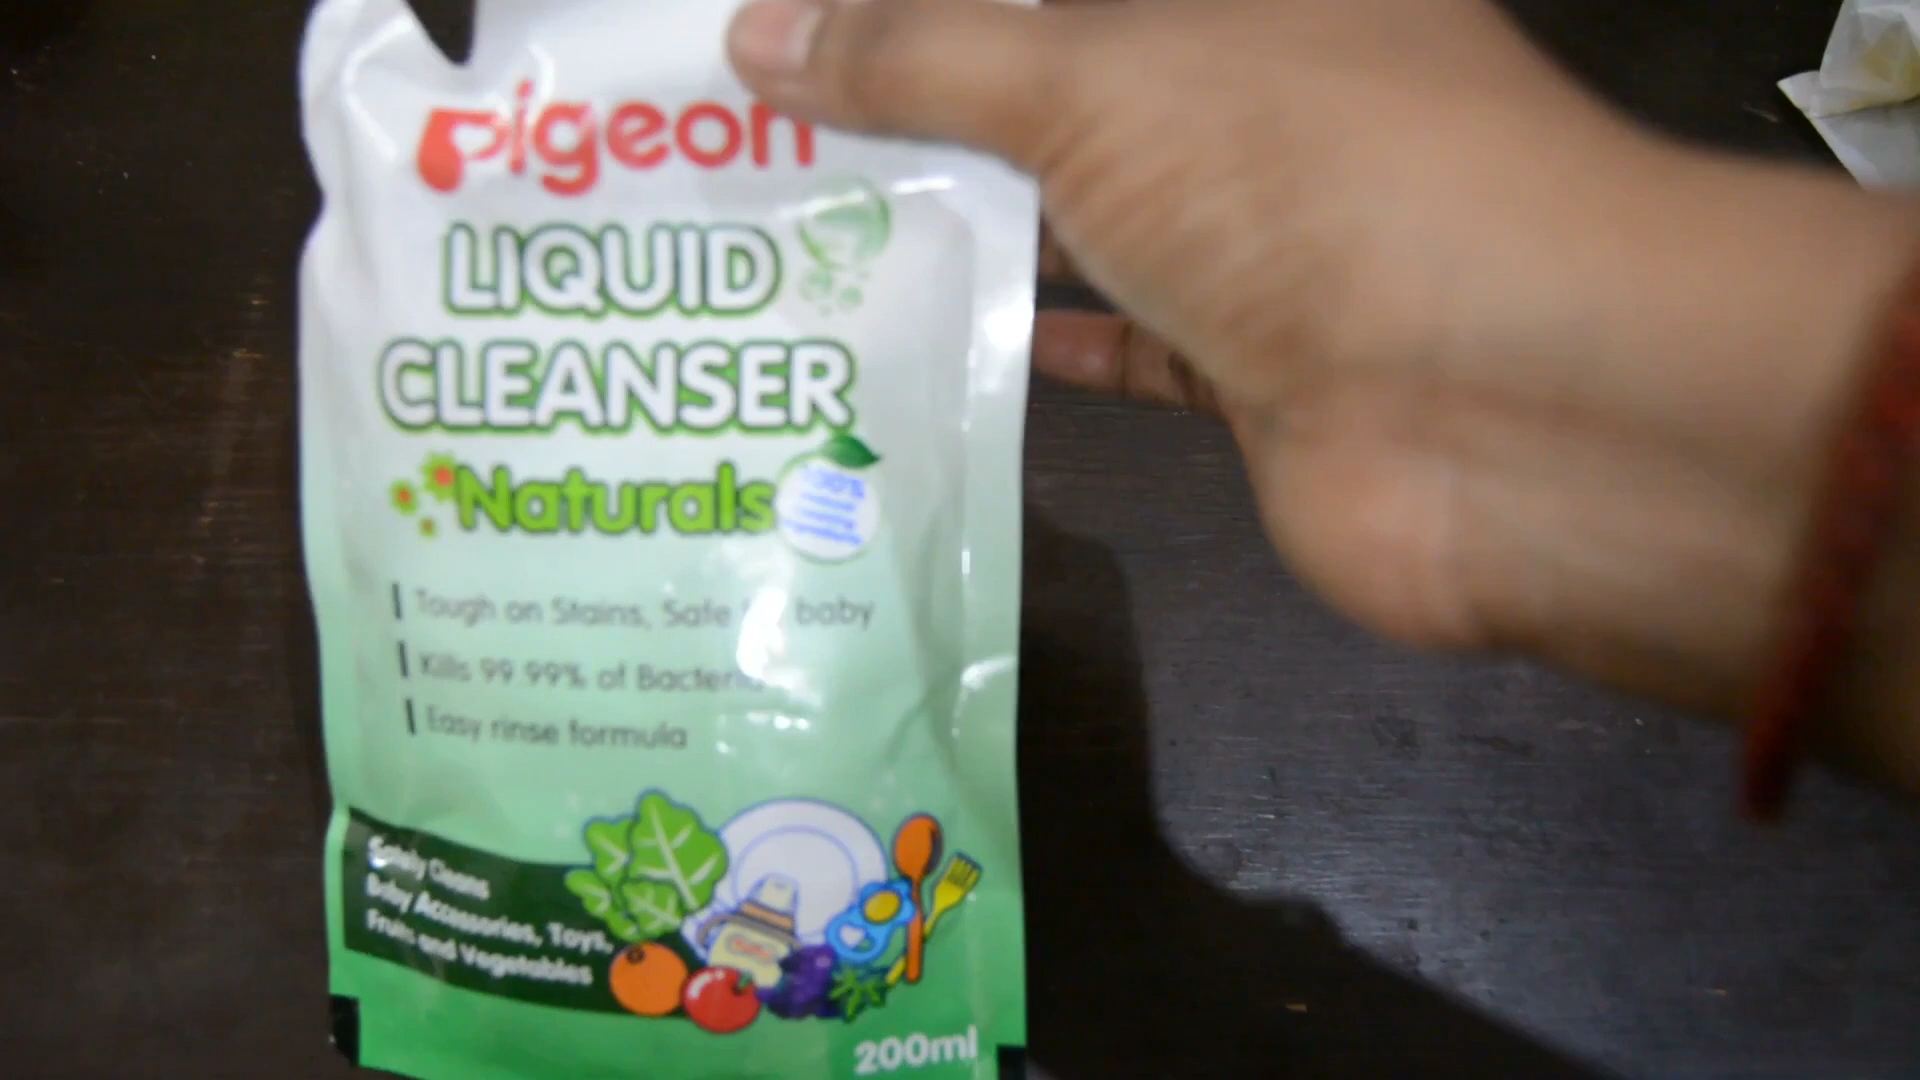 Pigeon
LIQUID
CLEANSER
Naturals
100%
Tough on Stains, Safe baby
Kills 99.99% of Bacteria
Easy rinse formula
Safely Cleans
Baby Accessories, Toys,
Fruits and Vegetables
200ml